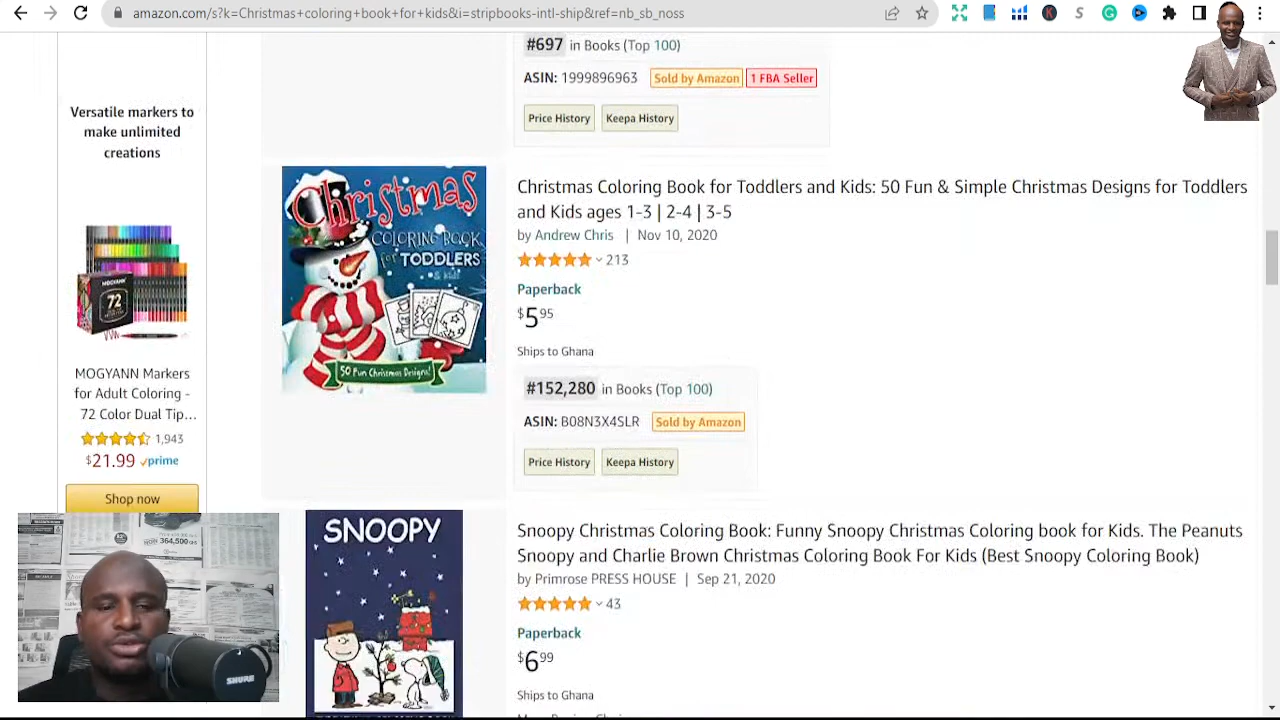 amazon.com/s?k=Christmas+coloring+book+for+kids&i=stripbooks-intl-ship&ref=nb_sb_noss
#697 in Books (Top 100)
ASIN: 1999896963 Sold by Amazon 1 FBA Seller
Price History Keepa History
Versatile markers to
make unlimited
creations
MOGYANN
72
MOGYANN Markers
for Adult Coloring -
72 Color Dual Tip...
1,943
$21.99 prime
Shop now
Christmas
COLORING BOOK
for TODDLERS
& Kids
50 Fun Christmas Designs!
Christmas Coloring Book for Toddlers and Kids: 50 Fun & Simple Christmas Designs for Toddlers
and Kids ages 1-3 | 2-4 | 3-5
by Andrew Chris | Nov 10, 2020
213
Paperback
$5 95
Ships to Ghana
#152,280 in Books (Top 100)
ASIN: B08N3X4SLR Sold by Amazon
Price History Keepa History
SNOOPY
Snoopy Christmas Coloring Book: Funny Snoopy Christmas Coloring book for Kids. The Peanuts
Snoopy and Charlie Brown Christmas Coloring Book For Kids (Best Snoopy Coloring Book)
by Primrose PRESS HOUSE | Sep 21, 2020
43
Paperback
$6 99
Ships to Ghana
NOW 364,500
SHURE